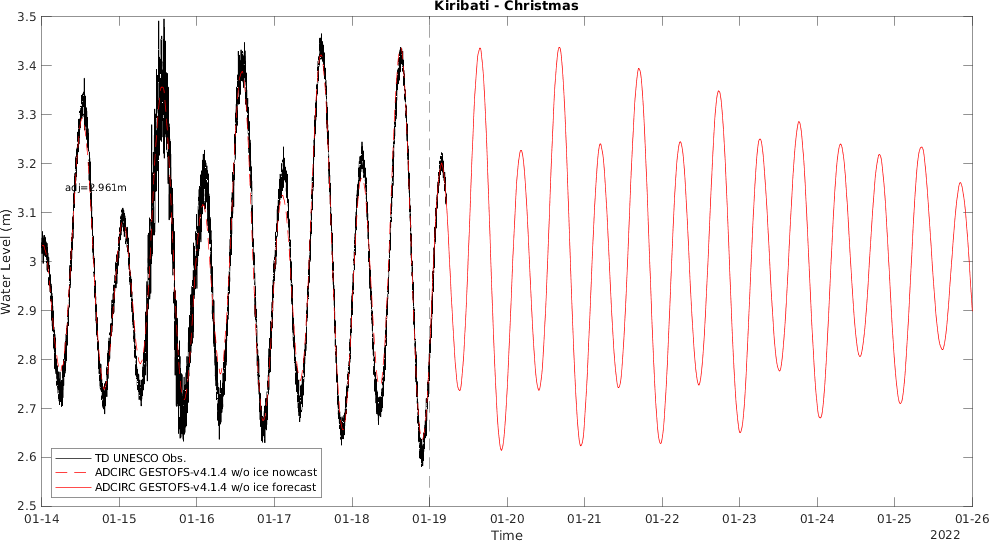 Kiribati - Christmas
3.5
3.4
3.3
3.2
3.1
3
2.9
2.8
2.7
2.6
2.5
Water Level (m)
adj=2.961m
TD UNESCO Obs.
ADCIRC GESTOFS-v4.1.4 w/o ice nowcast
ADCIRC GESTOFS-v4.1.4 w/o ice forecast
01-14 01-15 01-16 01-17 01-18 01-19 01-20 01-21 01-22 01-23 01-24 01-25 01-26
Time
2022